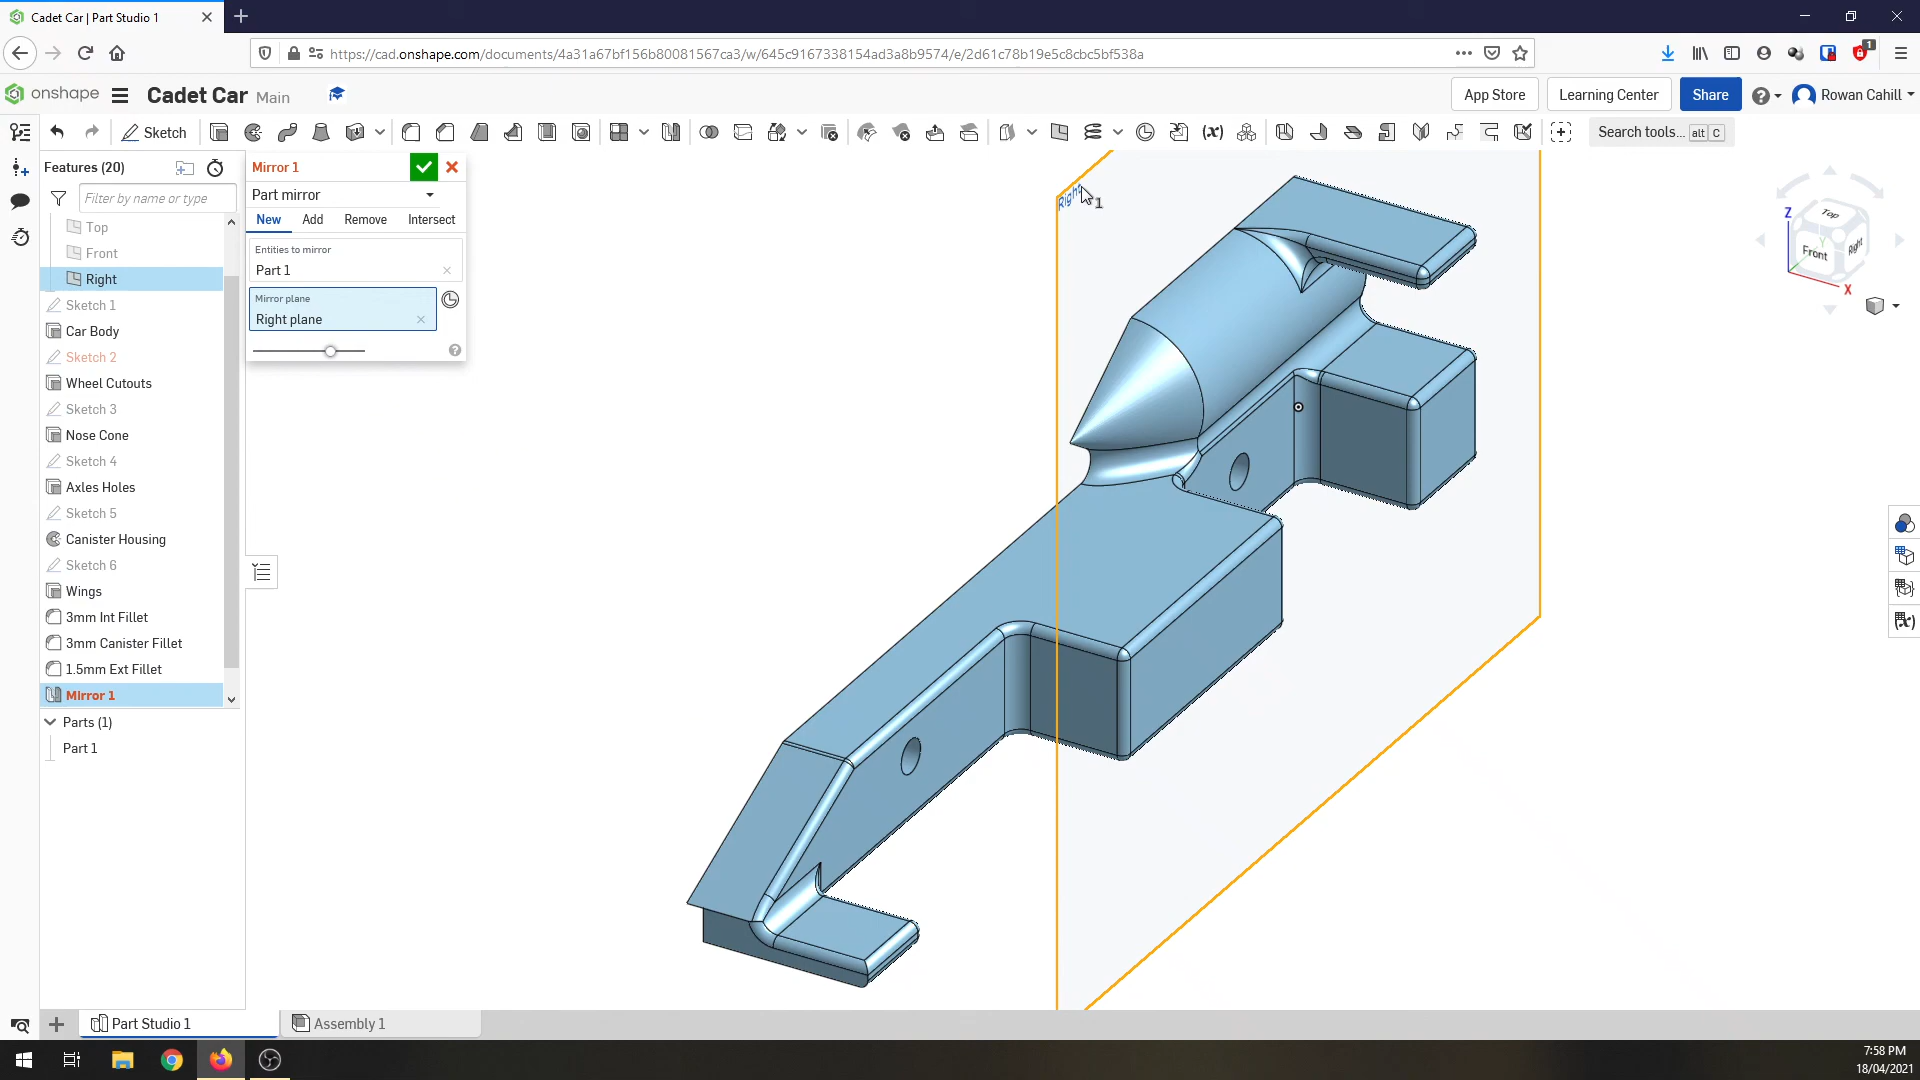 Cadet Car | Part Studio 1
https://cad.onshape.com/documents/4a31a67bf156b80081567ca3/w/645c9167338154ad3a8b9574/e/2d61c78b19e5c8cbc5bf538a
1
onshape
Cadet Car Main
App Store
Learning Center
Share
Rowan Cahill
Sketch
(x)
Search tools... alt C
Features (20)
Filter by name or type
Top
Front
Right
Sketch 1
Car Body
Sketch 2
Wheel Cutouts
Sketch 3
Nose Cone
Sketch 4
Axles Holes
Sketch 5
Canister Housing
Sketch 6
Wings
3mm Int Fillet
3mm Canister Fillet
1.5mm Ext Fillet
Mirror 1
Parts (1)
Part 1
Mirror 1
Part mirror
New Add Remove Intersect
Entities to mirror
Part 1
Mirror plane
Right plane
Right
1
Z
Top
Front
Y
Right
X
(x)
Part Studio 1
Assembly 1
7:58 PM
18/04/2021